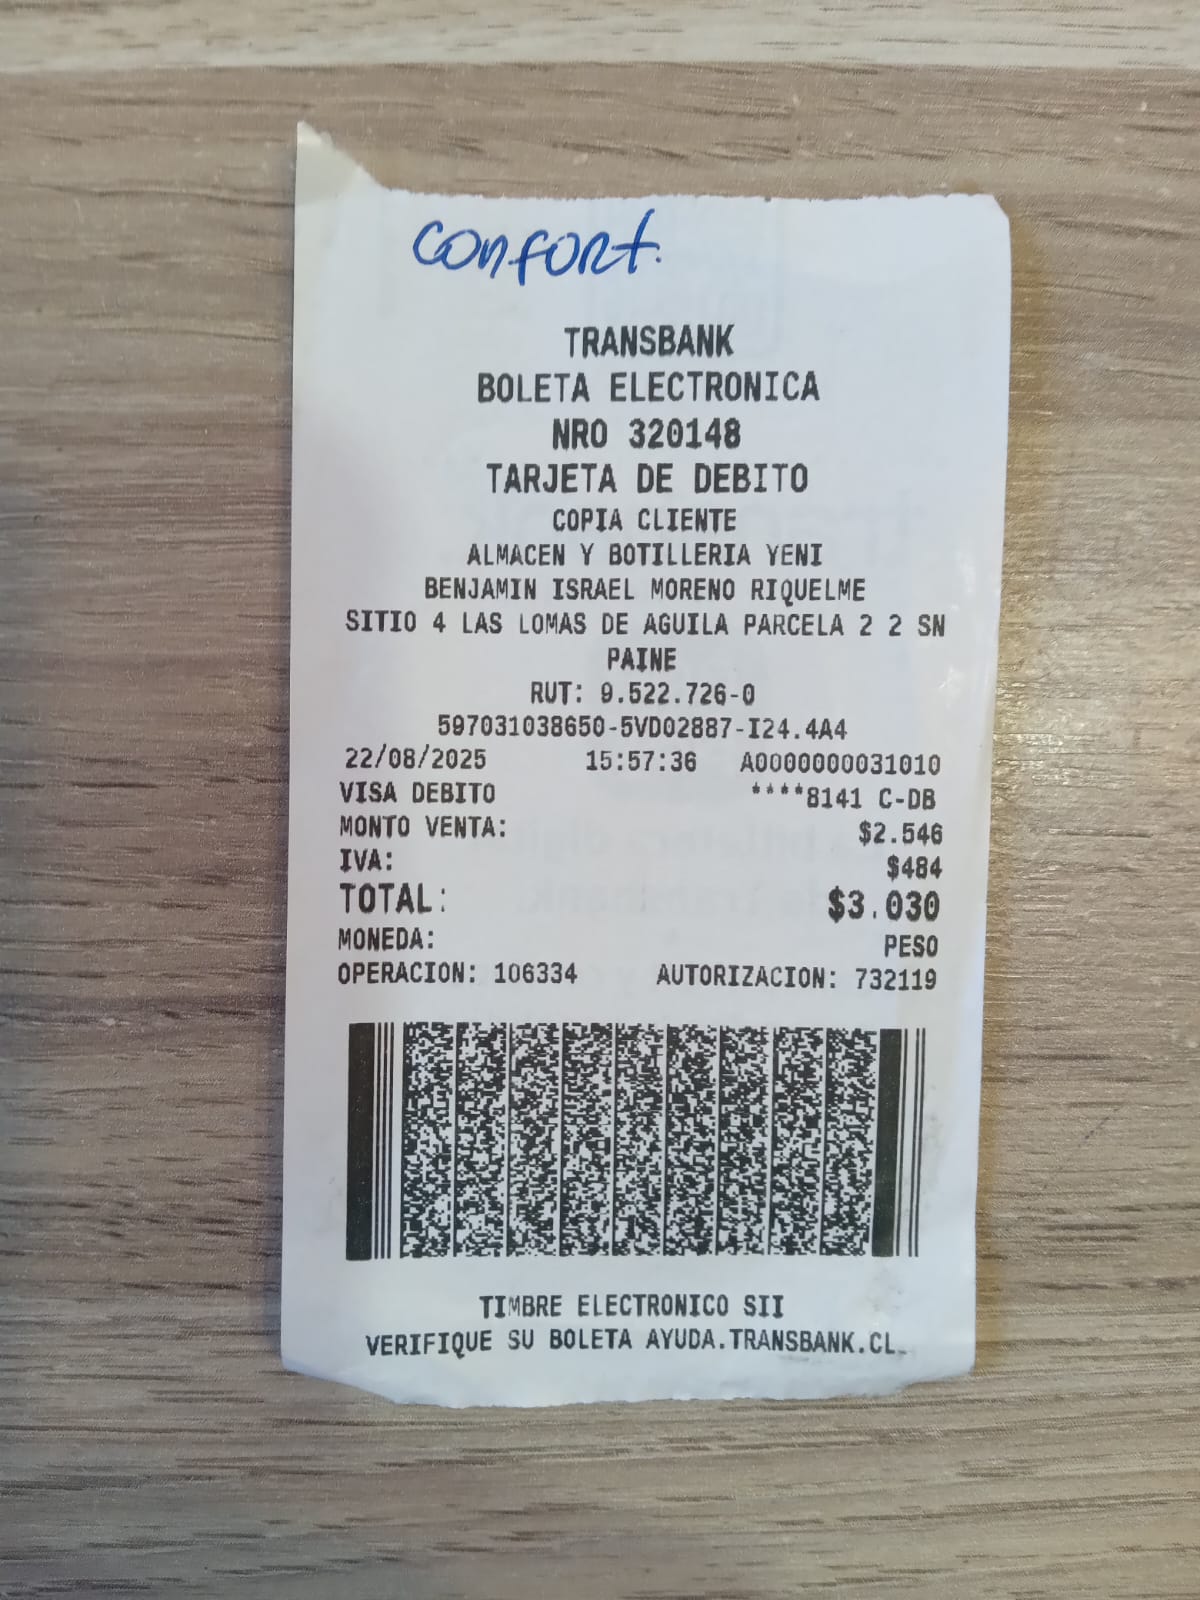 confort.
TRANSBANK
BOLETA ELECTRONICA
NRO 320148
TARJETA DE DEBITO
COPIA CLIENTE
ALMACEN Y BOTILLERIA YENI
BENJAMIN ISRAEL MORENO RIQUELME
SITIO 4 LAS LOMAS DE AGUILA PARCELA 2 2 SN
PAINE
RUT: 9.522.726-0
597031038650-5VD02887-I24.4A4
22/08/2025 15:57:36 A0000000031010
VISA DEBITO ****8141 C-DB
MONTO VENTA: $2.546
IVA: $484
TOTAL: $3.030
MONEDA: PESO
OPERACION: 106334 AUTORIZACION: 732119
TIMBRE ELECTRONICO SII
VERIFIQUE SU BOLETA AYUDA.TRANSBANK.CL